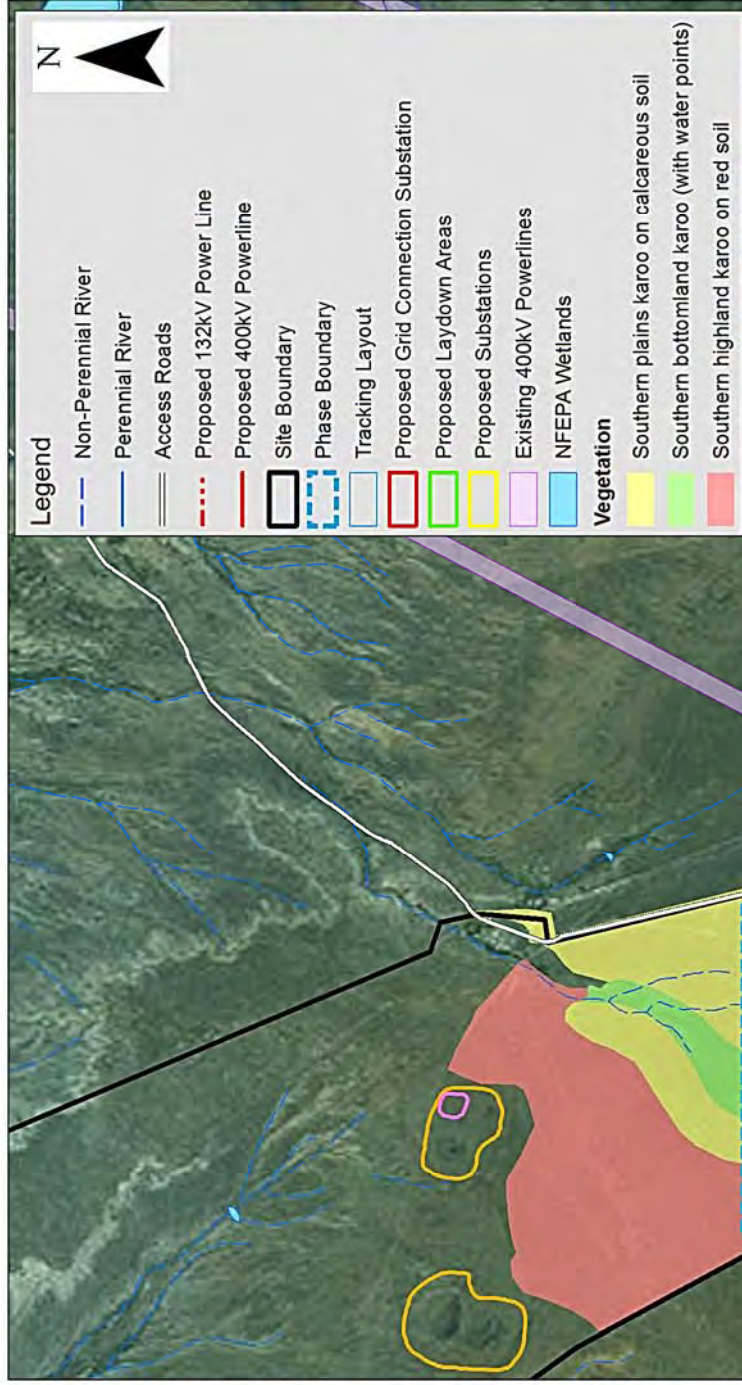 N
Legend
Non-Perennial River
Perennial River
Access Roads
Proposed 132kV Power Line
Proposed 400kV Powerline
Site Boundary
Phase Boundary
Tracking Layout
Proposed Grid Connection Substation
Proposed Laydown Areas
Proposed Substations
Existing 400kV Powerlines
NFEPA Wetlands
Vegetation
Southern plains karoo on calcareous soil
Southern bottomland karoo (with water points)
Southern highland karoo on red soil